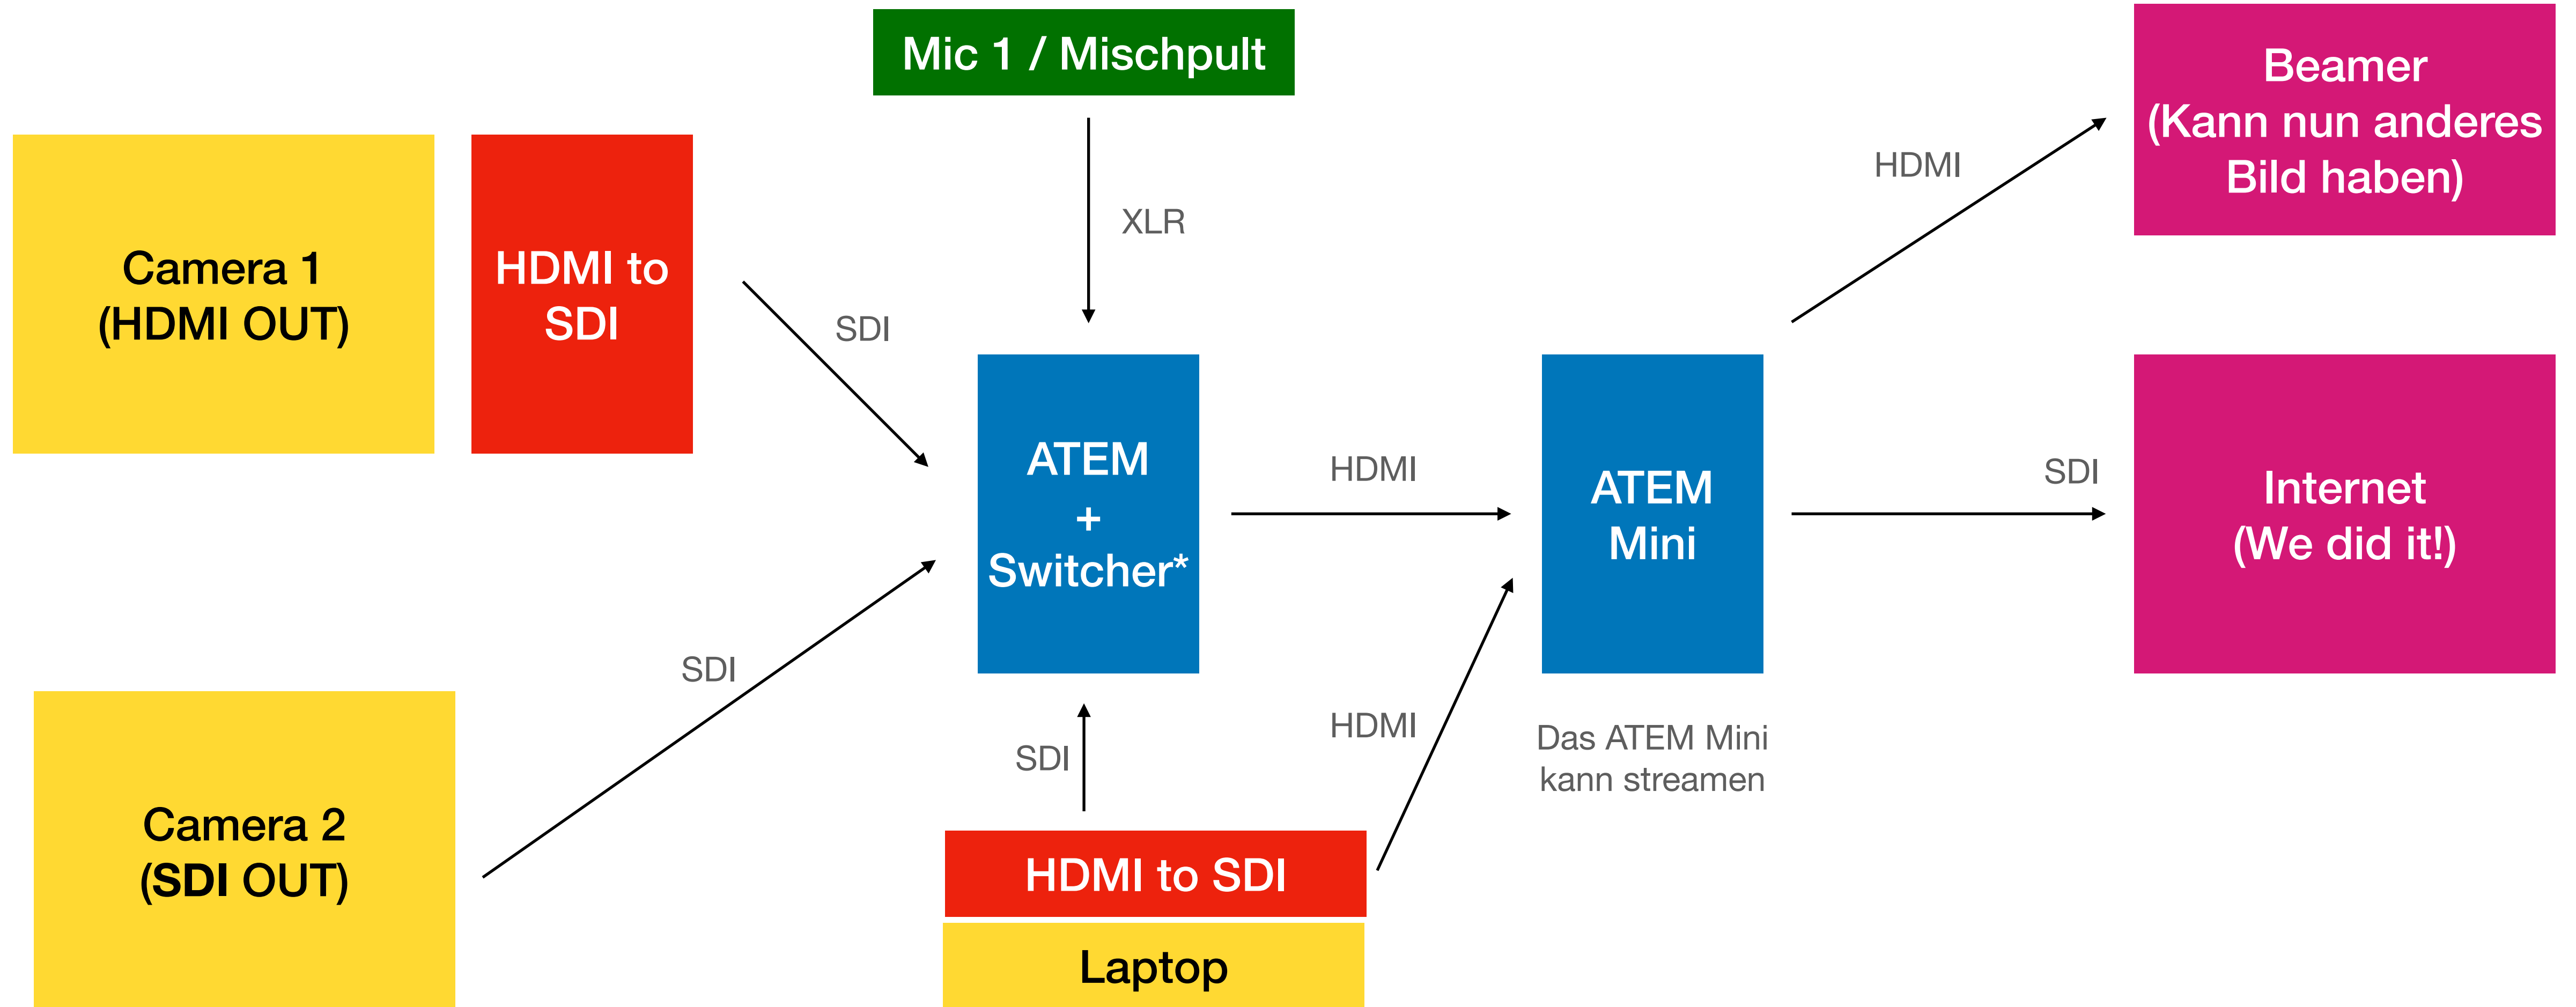 Mic 1 / Mischpult
Beamer
(Kann nun anderes
Bild haben)
HDMI
XLR
Camera 1
(HDMI OUT)
HDMI to
SDI
SDI
ATEM
+
Switcher*
HDMI
ATEM
Mini
SDI
Internet
(We did it!)
SDI
Camera 2
(SDI OUT)
SDI
HDMI
Das ATEM Mini
kann streamen
HDMI to SDI
Laptop